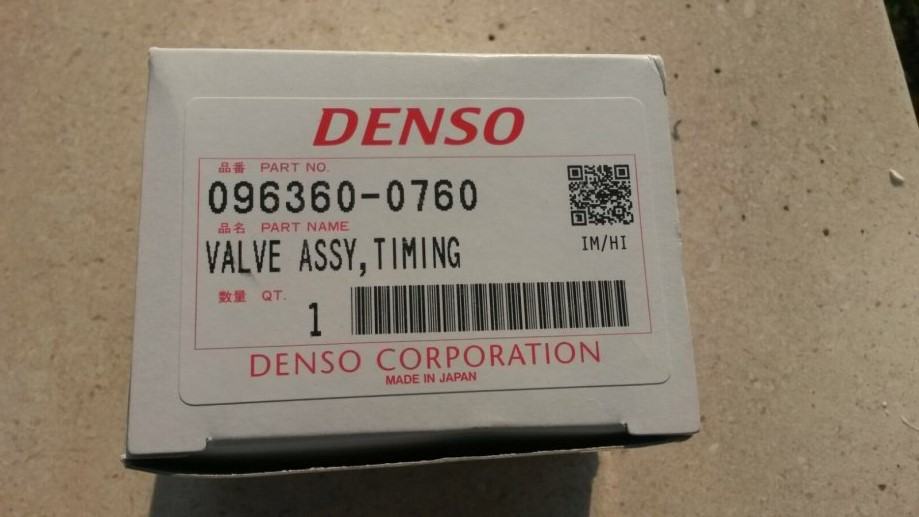 DENSO
品番 PART NO.
096360-0760
品名 PART NAME
VALVE ASSY,TIMING
IM/HI
数量 QT.
1
DENSO CORPORATION
MADE IN JAPAN